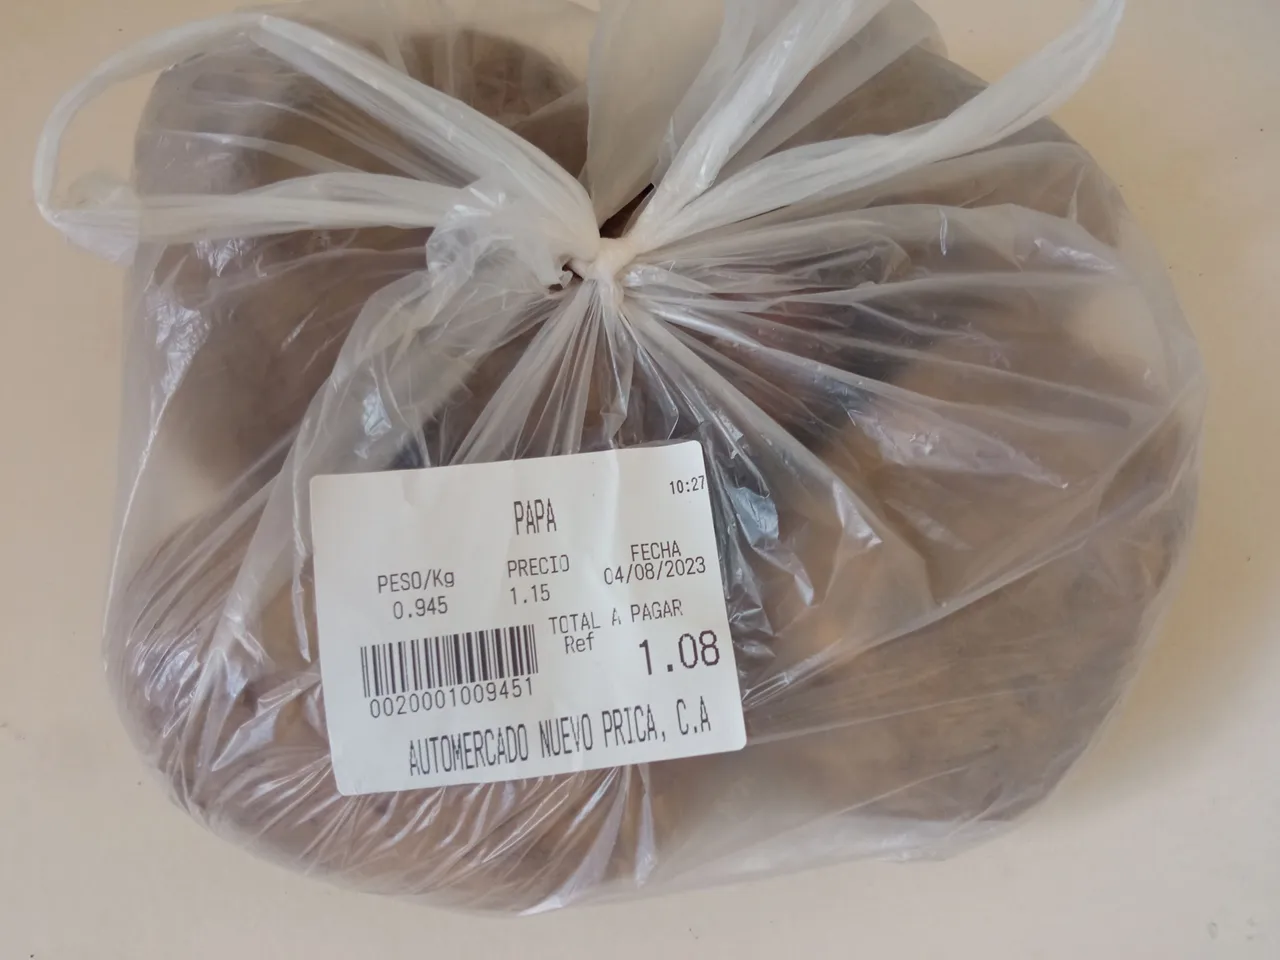 10:27
PAPA
PESO/Kg PRECIO FECHA
0.945 1.15 04/08/2023
TOTAL A PAGAR
Ref 1.08
0020001009451
AUTOMERCADO NUEVO PRICA, C.A